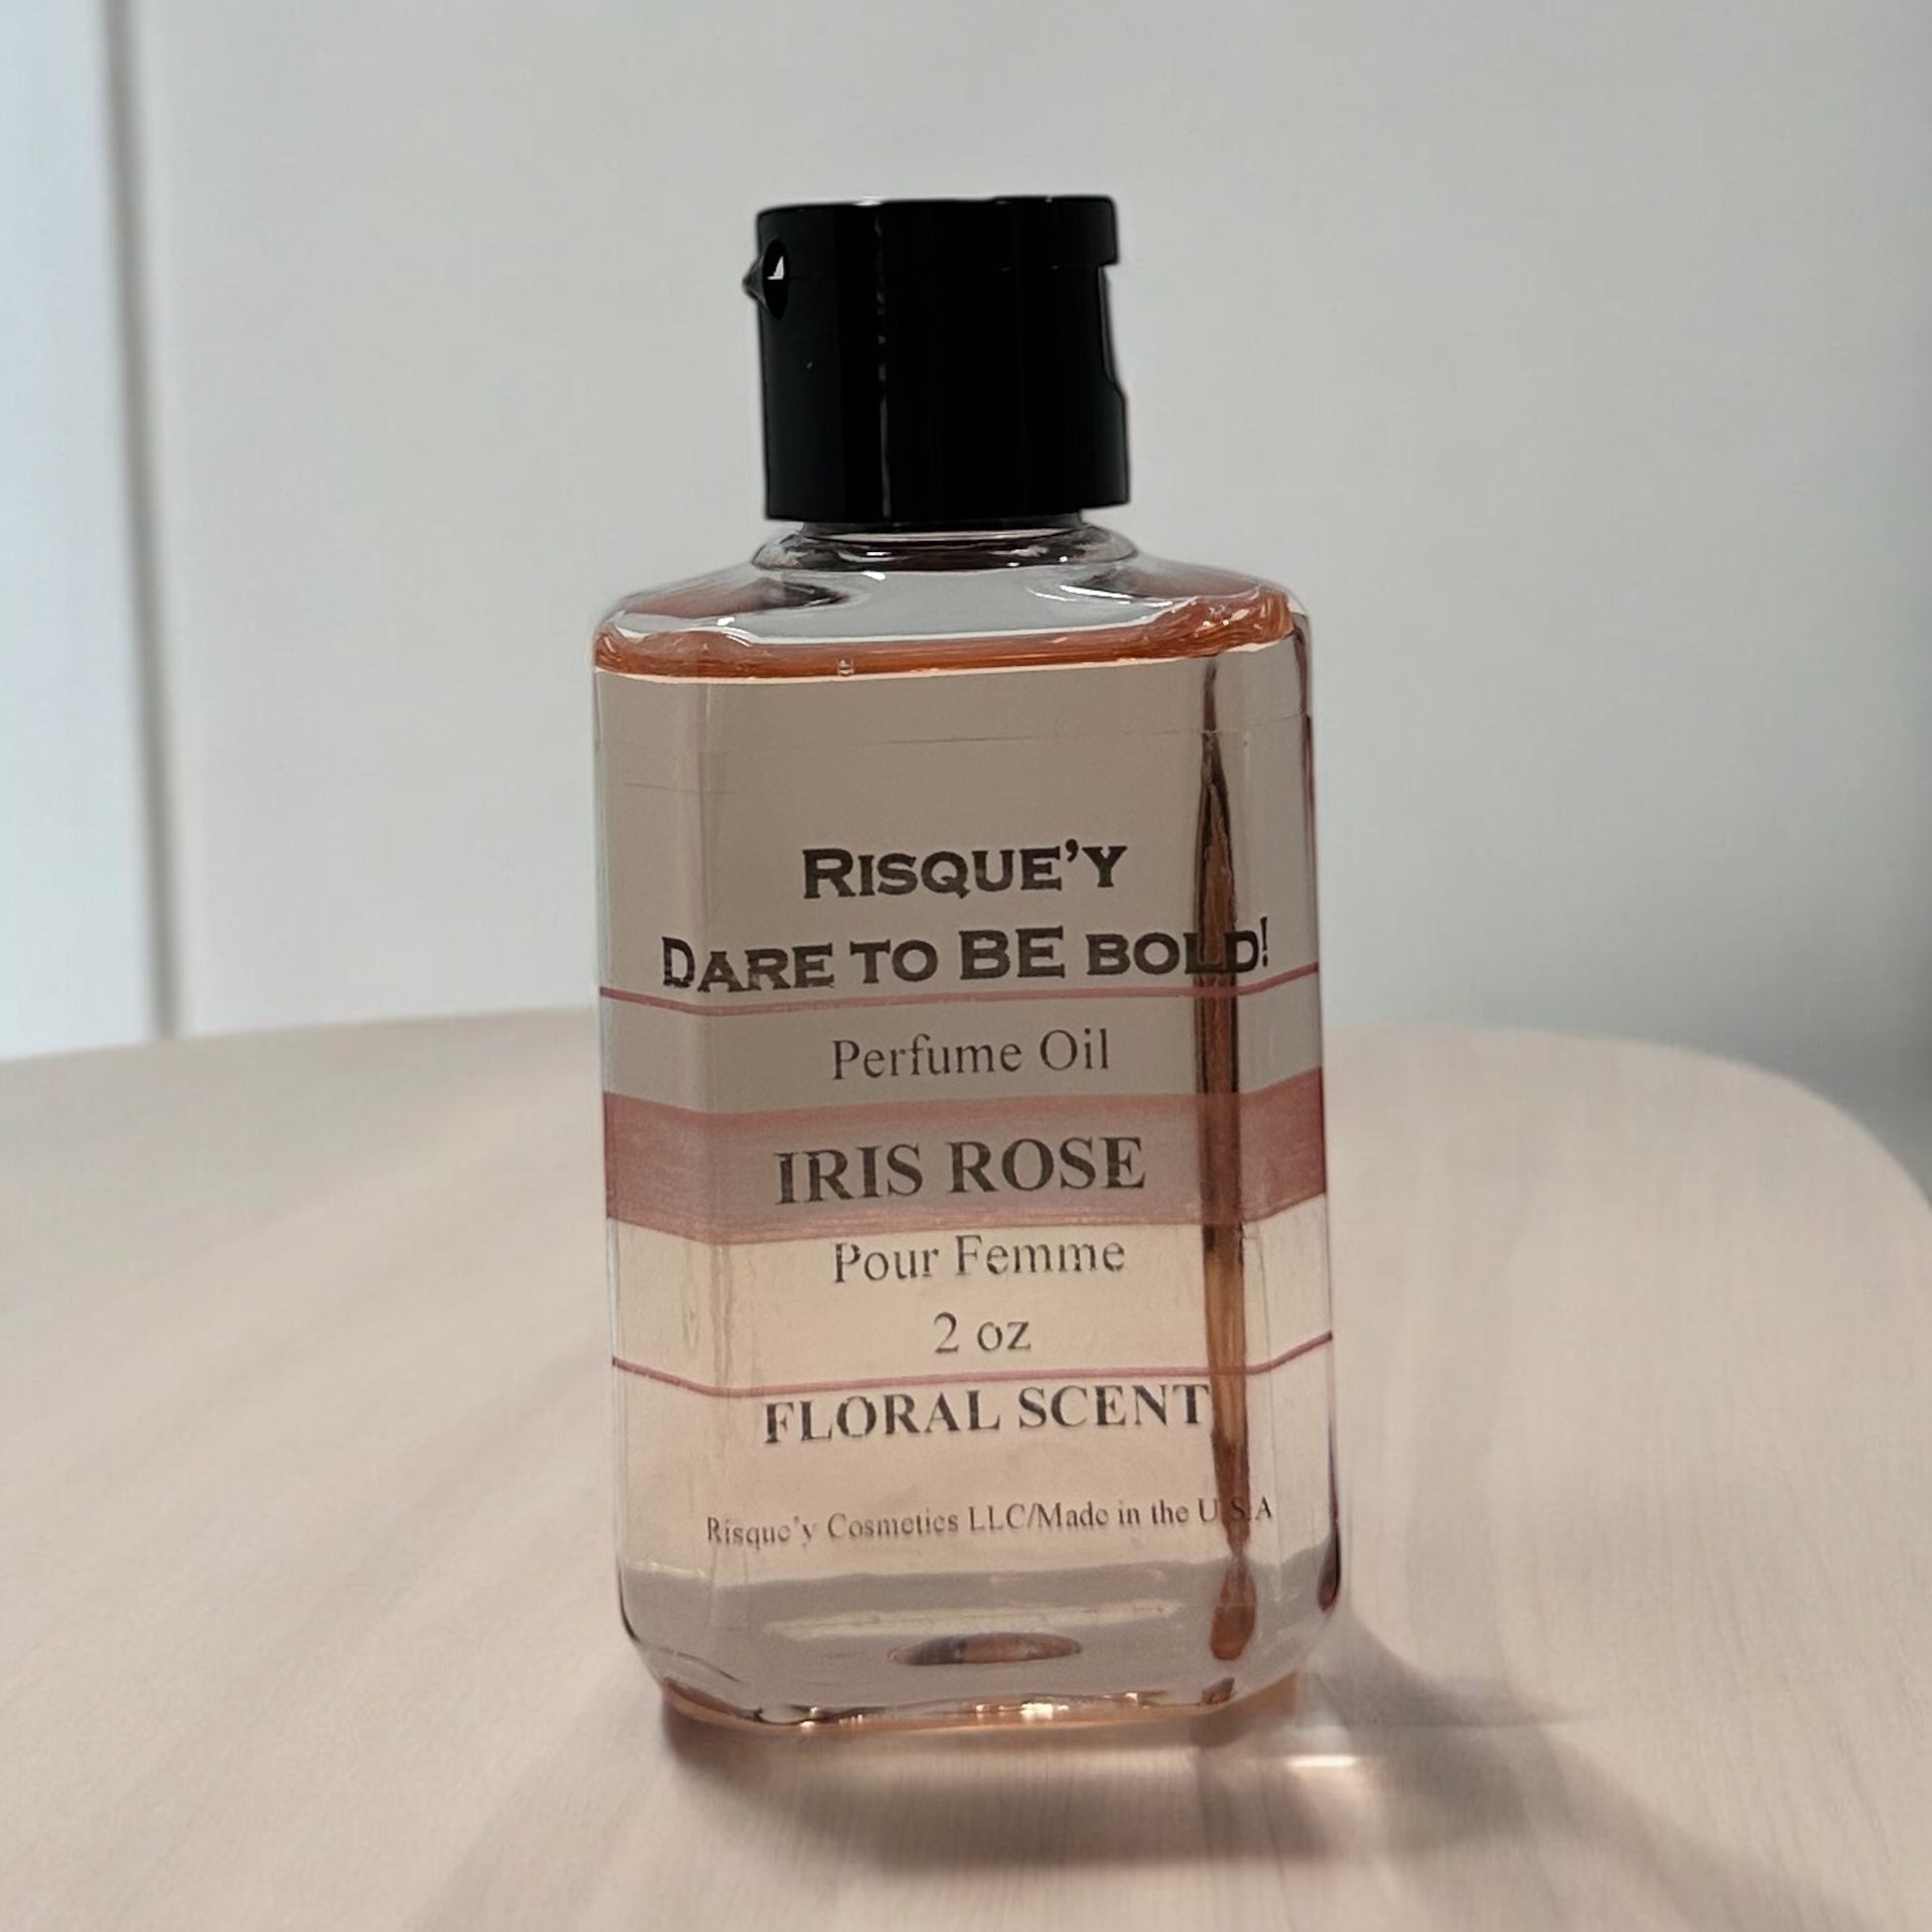 RISQUE'Y
DARE TO BE BOLD!
Perfume Oil
IRIS ROSE
Pour Femme
2 oz
FLORAL SCENT
Risque'y Cosmetics LLC/Made in the U.S.A